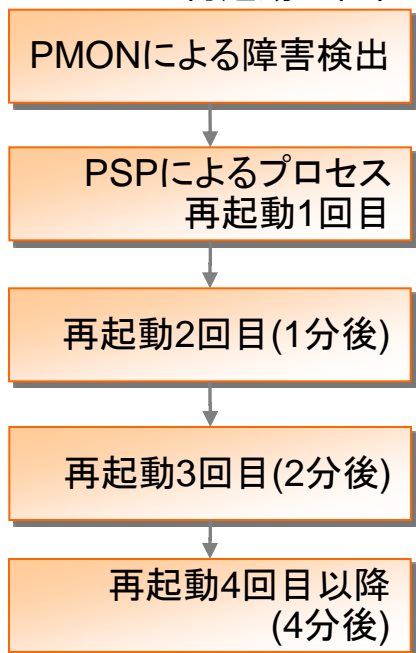 PMONによる障害検出
PSPによるプロセス
再起動1回目
再起動2回目(1分後)
再起動3回目(2分後)
再起動4回目以降
(4分後)